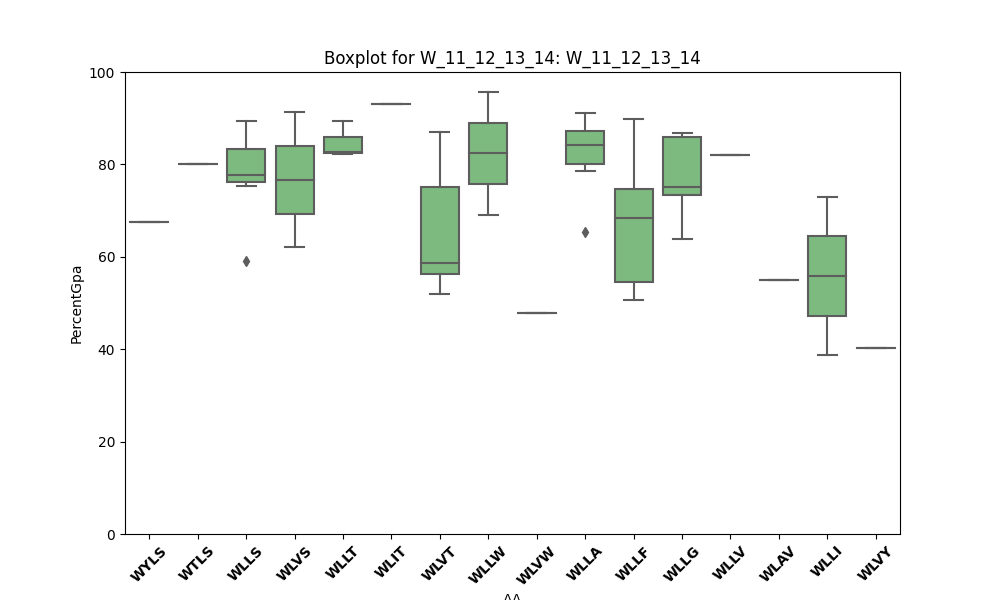 Boxplot for W_11_12_13_14: W_11_12_13_14
PercentGpa
100
80
60
40
20
0
WYLS WTLS WLLS WLVS WLLT WLIT WLVT WLLW WLVW WLLA WLLF WLLG WLLV WLAV WLLI WLVY
AA